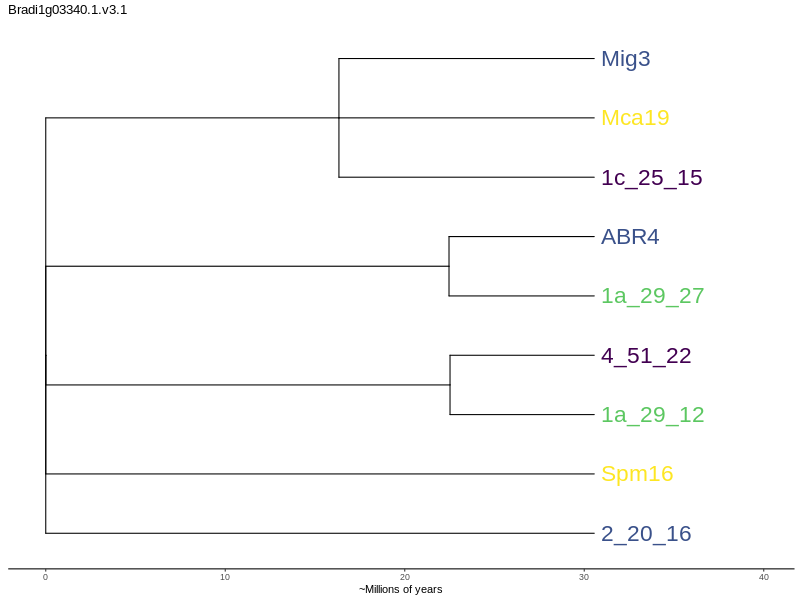 Bradi1g03340.1.v3.1
Mig3
Mca19
1c_25_15
ABR4
1a_29_27
4_51_22
1a_29_12
Spm16
2_20_16
0 10 20 30 40
~Millions of years